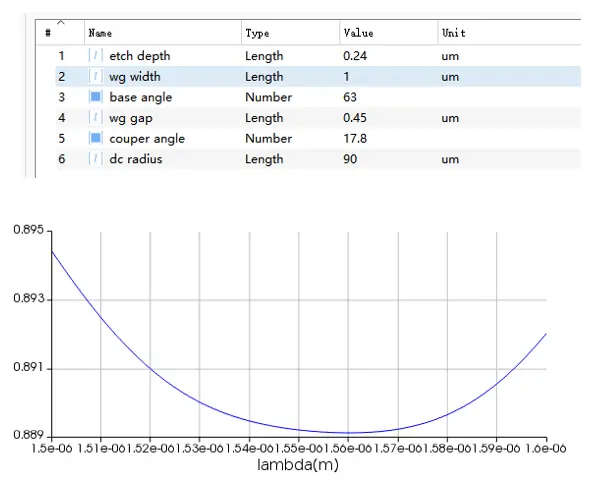 # Name Type Value Unit
1 etch depth Length 0.24 um
2 wg width Length 1 um
3 base angle Number 63
4 wg gap Length 0.45 um
5 couper angle Number 17.8
6 dc radius Length 90 um
0.895
0.893
0.891
0.889
1.5e-06 1.51e-06 1.52e-06 1.53e-06 1.54e-06 1.55e-06 1.56e-06 1.57e-06 1.58e-06 1.59e-06 1.6e-06
lambda(m)